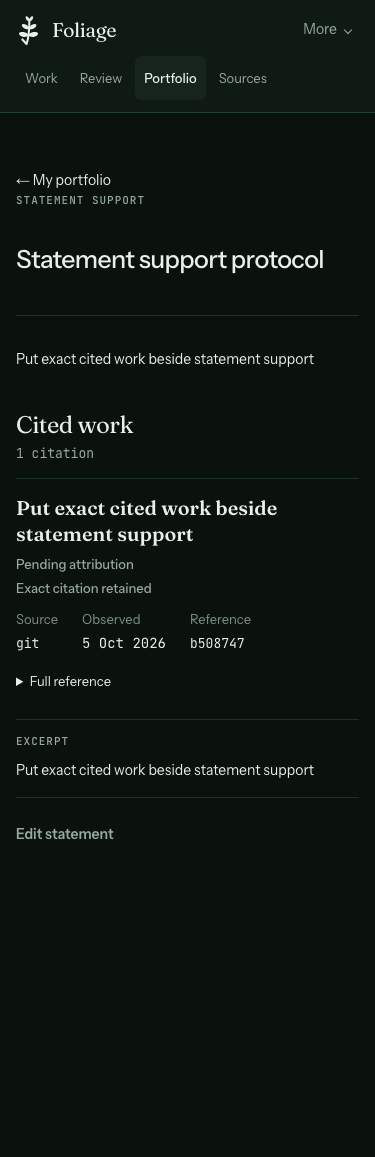 Foliage
More
Work Review Portfolio Sources
← My portfolio
STATEMENT SUPPORT
Statement support protocol
Put exact cited work beside statement support
Cited work
1 citation
Put exact cited work beside
statement support
Pending attribution
Exact citation retained
Source Observed Reference
git 5 Oct 2026 b508747
Full reference
EXCERPT
Put exact cited work beside statement support
Edit statement